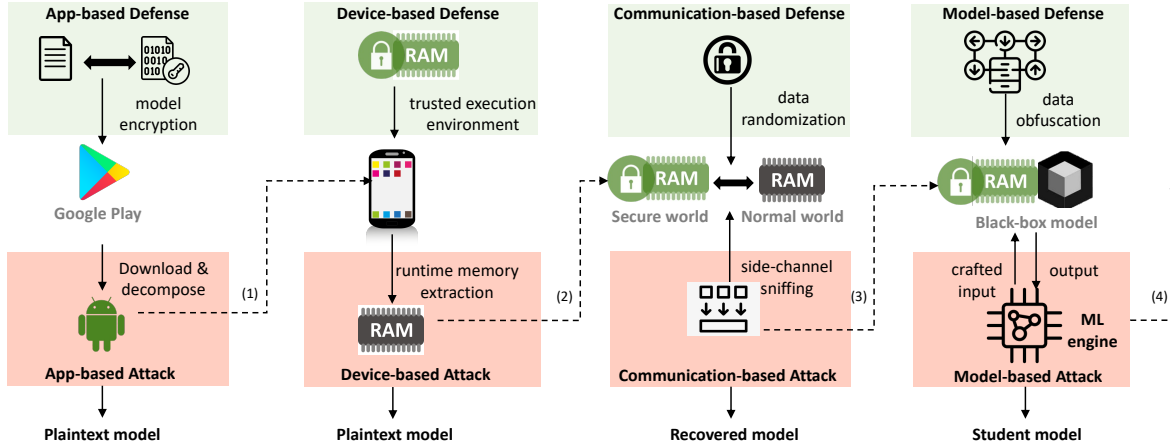 App-based Defense
01010
0101
010
model
encryption
Google Play
Download &
decompose
(1)
App-based Attack
Plaintext model
Device-based Defense
RAM
trusted execution
environment
runtime memory
extraction
RAM
(2)
Device-based Attack
Plaintext model
Communication-based Defense
data
randomization
RAM
RAM
Secure world
Normal world
side-channel
sniffing
(3)
Communication-based Attack
Recovered model
Model-based Defense
data
obfuscation
RAM
Black-box model
crafted
input
output
ML
engine
(4)
Model-based Attack
Student model